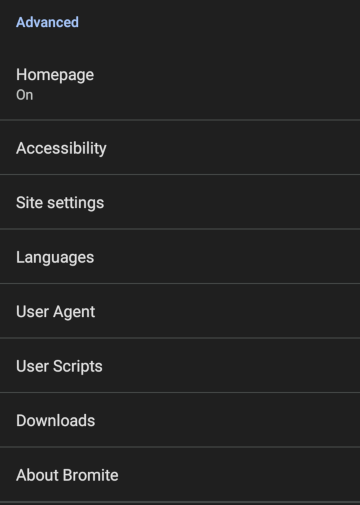 Advanced
Homepage
On
Accessibility
Site settings
Languages
User Agent
User Scripts
Downloads
About Bromite